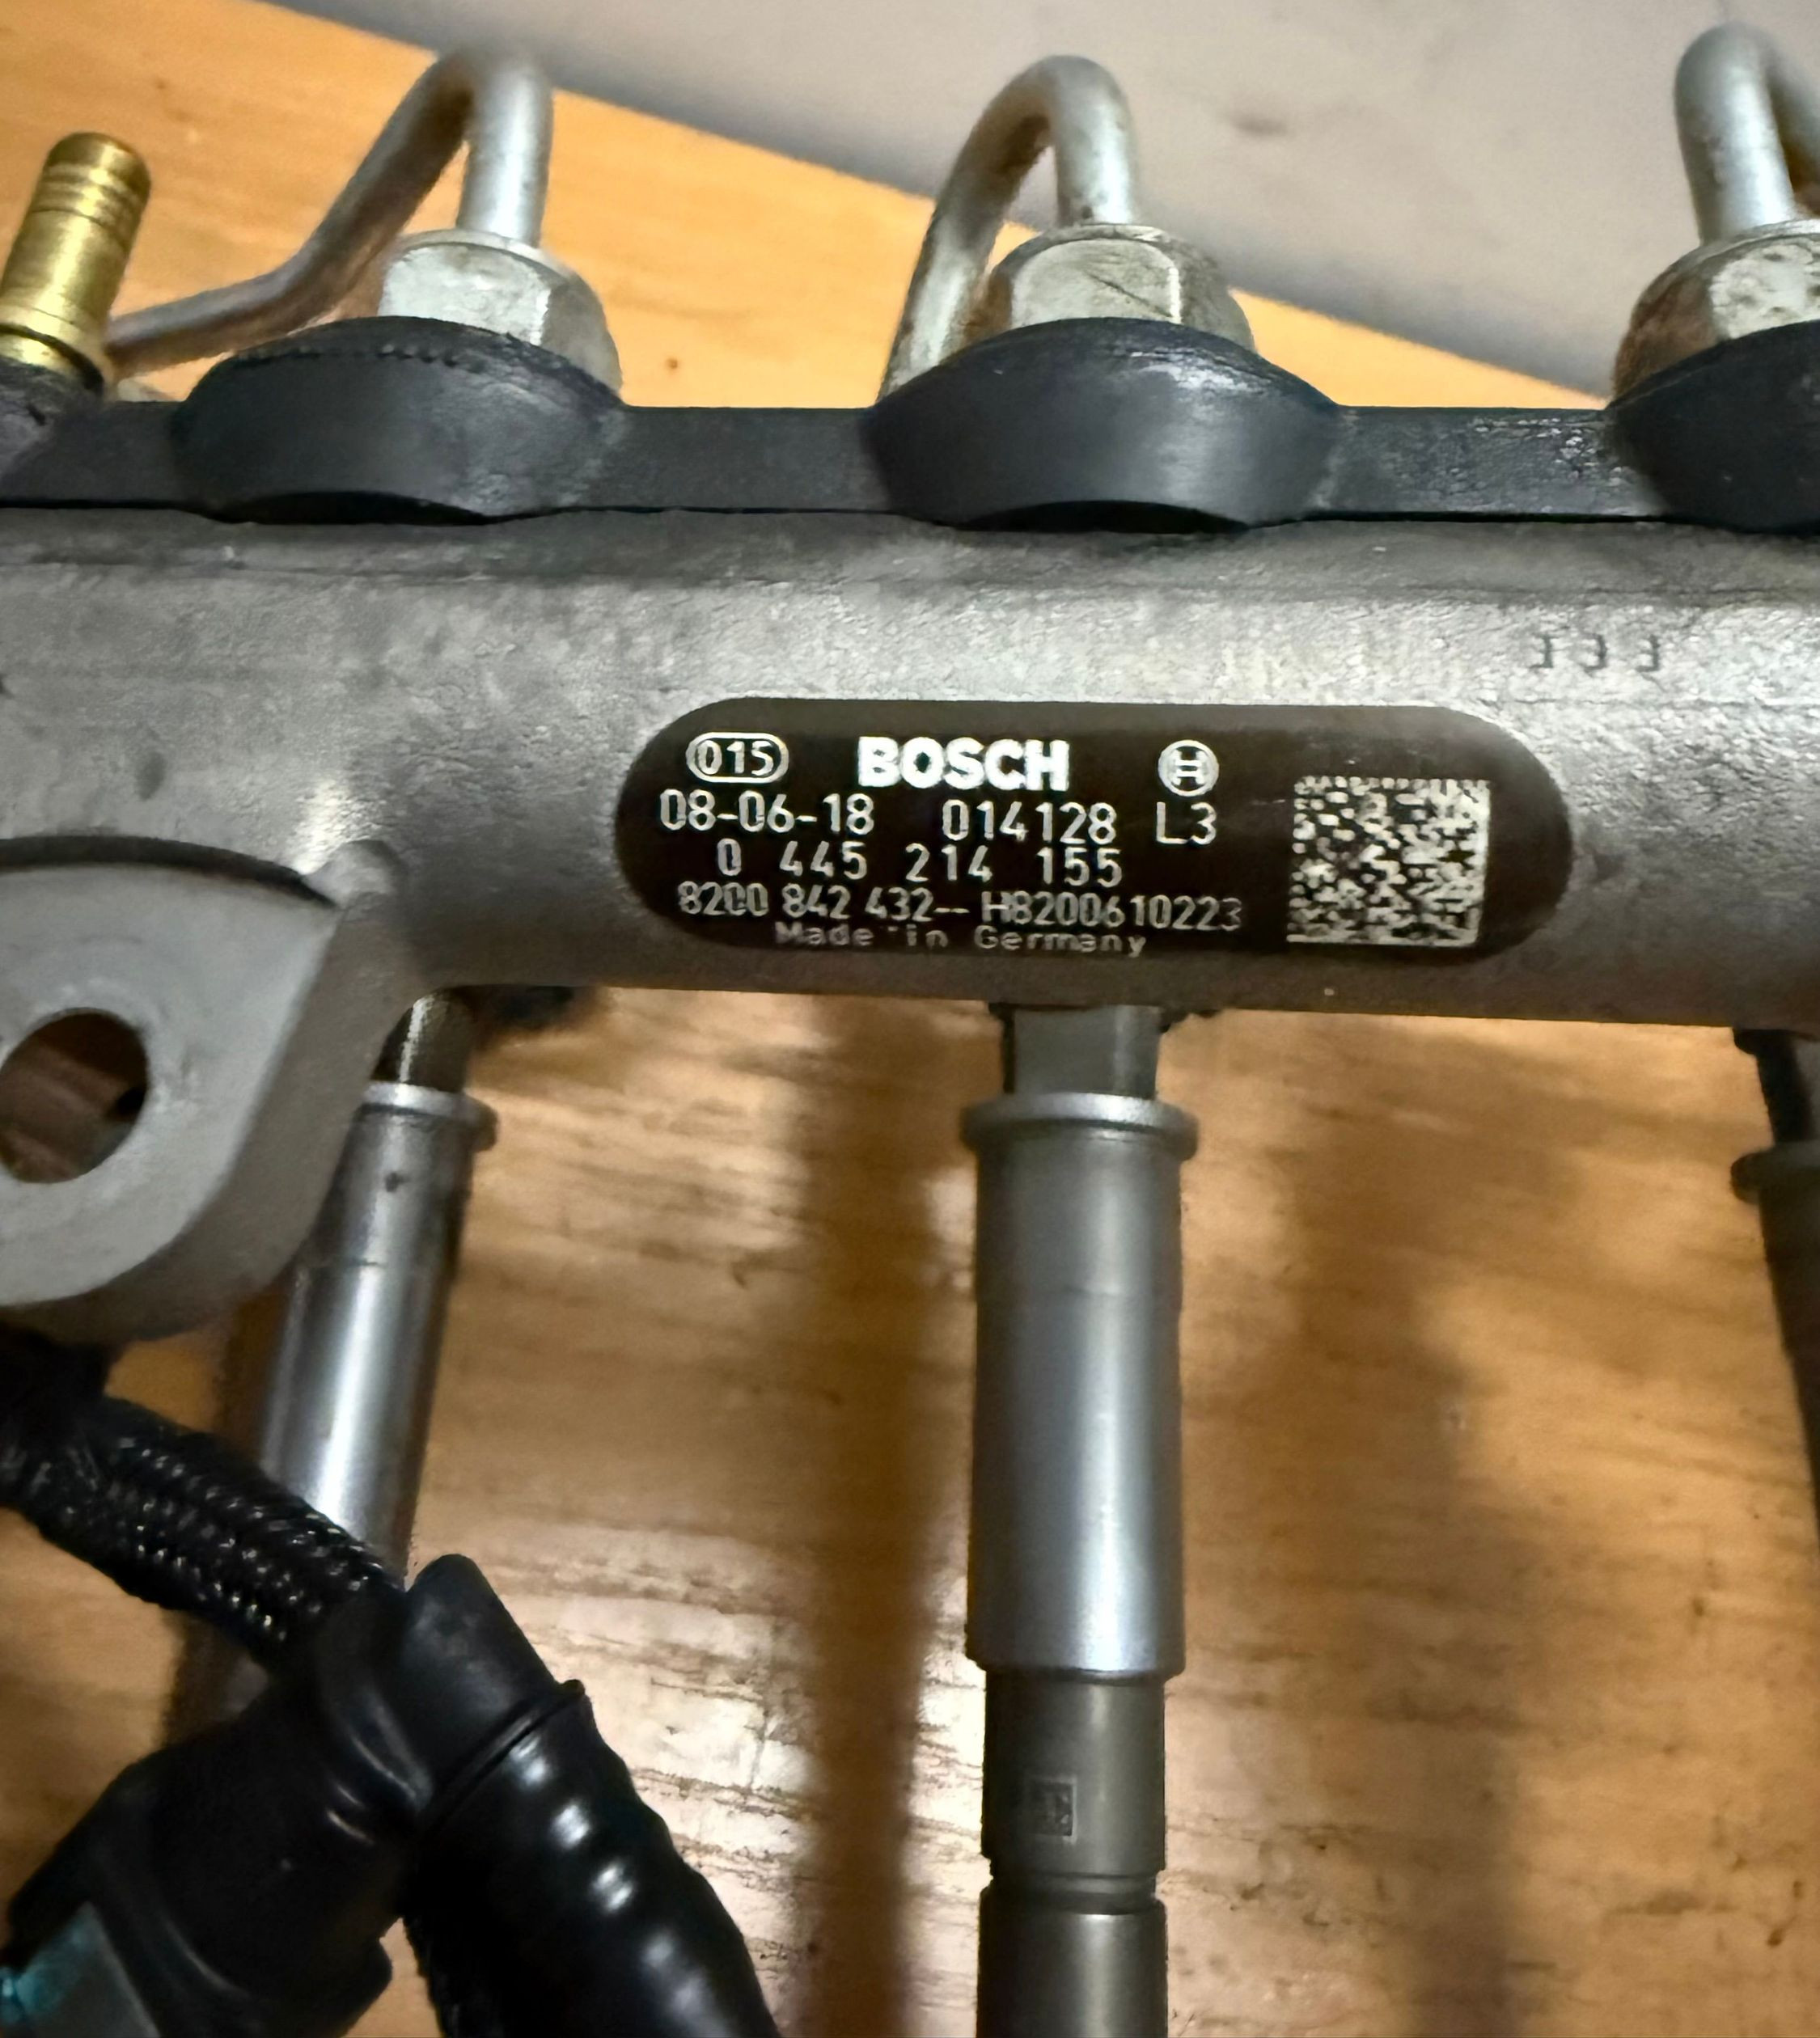 015 BOSCH
08-06-18 014128 L3
0 445 214 155
8200 842 432-- H8200610223
Made in Germany